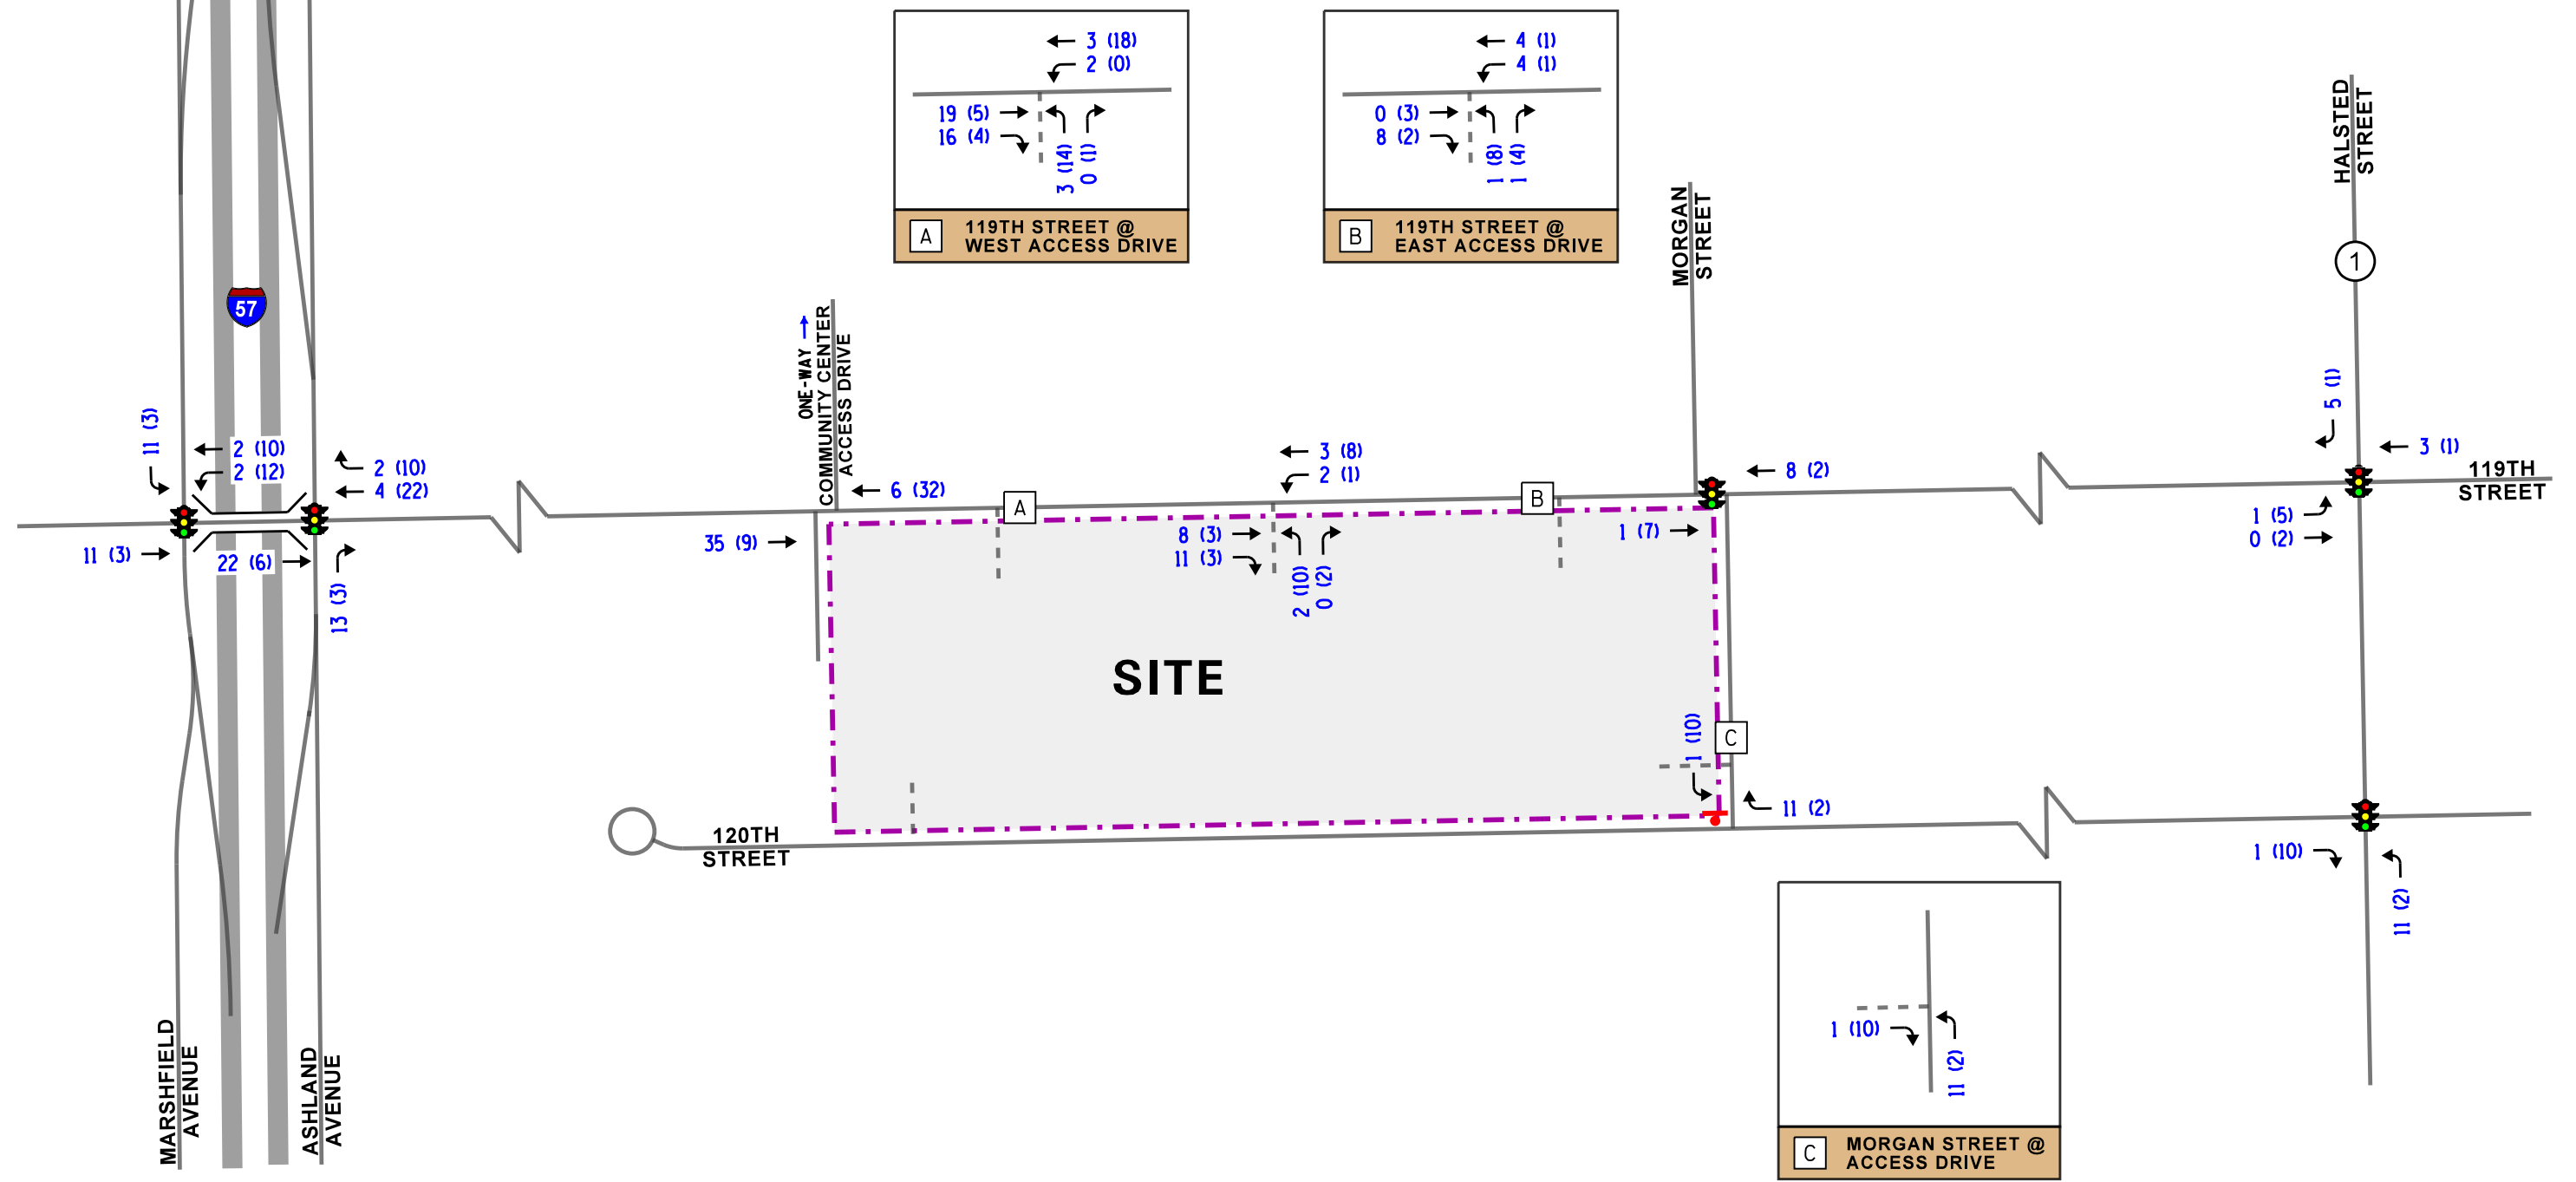 3 (18)
2 (0)
19 (5)
16 (4)
3 (14)
0 (1)
A
119TH STREET @
WEST ACCESS DRIVE
4 (1)
4 (1)
0 (3)
8 (2)
1 (8)
1 (4)
B
119TH STREET @
EAST ACCESS DRIVE
MORGAN
STREET
HALSTED
STREET
1
57
ONE-WAY
COMMUNITY CENTER
ACCESS DRIVE
11 (3)
2 (10)
2 (12)
2 (10)
4 (22)
11 (3)
22 (6)
13 (3)
6 (32)
35 (9)
A
3 (8)
2 (1)
8 (3)
11 (3)
2 (10)
0 (2)
B
8 (2)
1 (7)
5 (1)
3 (1)
119TH
STREET
1 (5)
0 (2)
SITE
1 (10)
C
11 (2)
120TH
STREET
1 (10)
11 (2)
MARSHFIELD
AVENUE
ASHLAND
AVENUE
1 (10)
11 (2)
C
MORGAN STREET @
ACCESS DRIVE